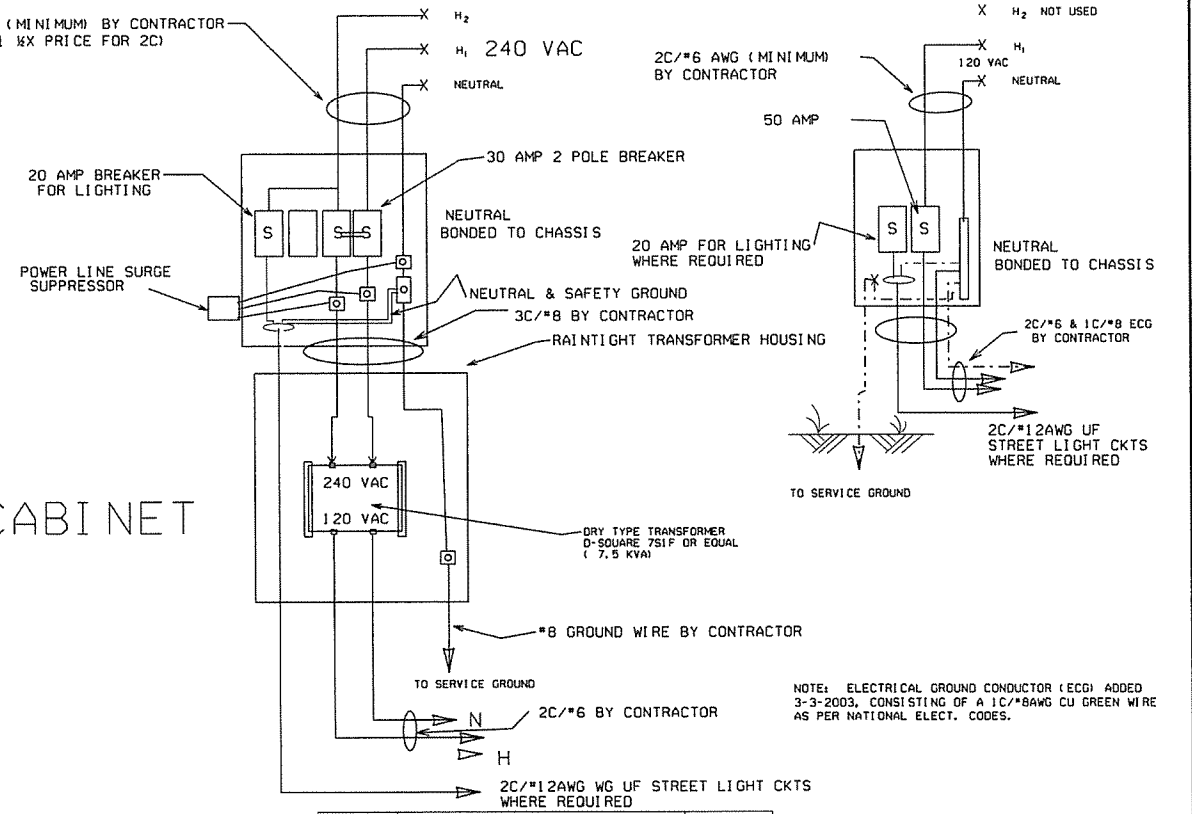 (MINIMUM) BY CONTRACTOR
½X PRICE FOR 2C)
H2
H1 240 VAC
NEUTRAL
20 AMP BREAKER
FOR LIGHTING
30 AMP 2 POLE BREAKER
S
S
S
NEUTRAL
BONDED TO CHASSIS
POWER LINE SURGE
SUPPRESSOR
NEUTRAL & SAFETY GROUND
3C/#8 BY CONTRACTOR
RAINTIGHT TRANSFORMER HOUSING
240 VAC
120 VAC
CABINET
DRY TYPE TRANSFORMER
D-SQUARE 7S1F OR EQUAL
( 7.5 KVA)
#8 GROUND WIRE BY CONTRACTOR
TO SERVICE GROUND
2C/#6 BY CONTRACTOR
N
H
2C/#12AWG WG UF STREET LIGHT CKTS
WHERE REQUIRED
H2 NOT USED
H1
120 VAC
NEUTRAL
2C/#6 AWG (MINIMUM)
BY CONTRACTOR
50 AMP
S
S
20 AMP FOR LIGHTING
WHERE REQUIRED
NEUTRAL
BONDED TO CHASSIS
2C/#6 & 1C/#8 ECG
BY CONTRACTOR
2C/#12AWG UF
STREET LIGHT CKTS
WHERE REQUIRED
TO SERVICE GROUND
NOTE: ELECTRICAL GROUND CONDUCTOR (ECG) ADDED
3-3-2003, CONSISTING OF A 1C/#8AWG CU GREEN WIRE
AS PER NATIONAL ELECT. CODES.